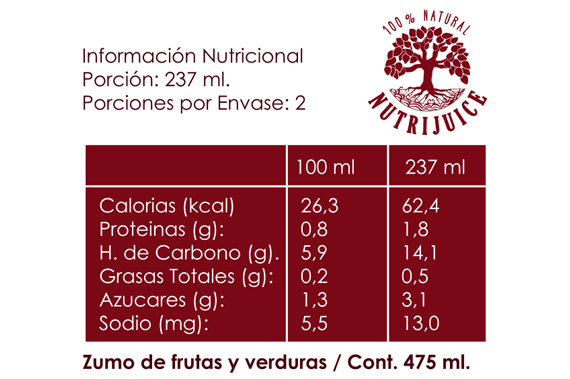 100% NATURAL
NUTRIJUICE
Información Nutricional
Porción: 237 ml.
Porciones por Envase: 2
100 ml 237 ml
Calorias (kcal) 26,3 62,4
Proteinas (g): 0,8 1,8
H. de Carbono (g). 5,9 14,1
Grasas Totales (g): 0,2 0,5
Azucares (g): 1,3 3,1
Sodio (mg): 5,5 13,0
Zumo de frutas y verduras / Cont. 475 ml.